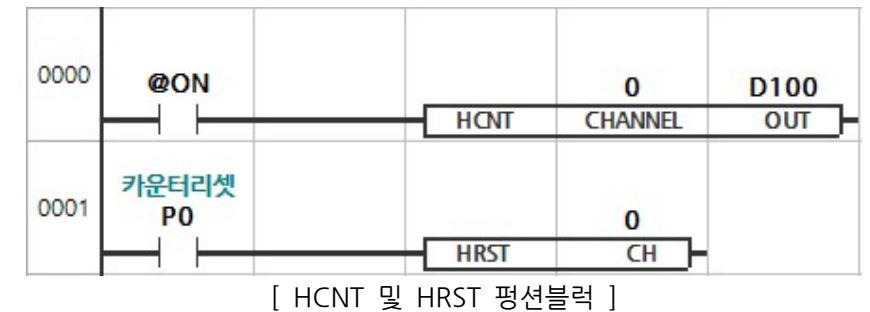 0000 @ON 0 D100
HCNT CHANNEL OUT
카운터리셋
0001 P0 0
HRST CH
[ HCNT 및 HRST 펑션블럭 ]